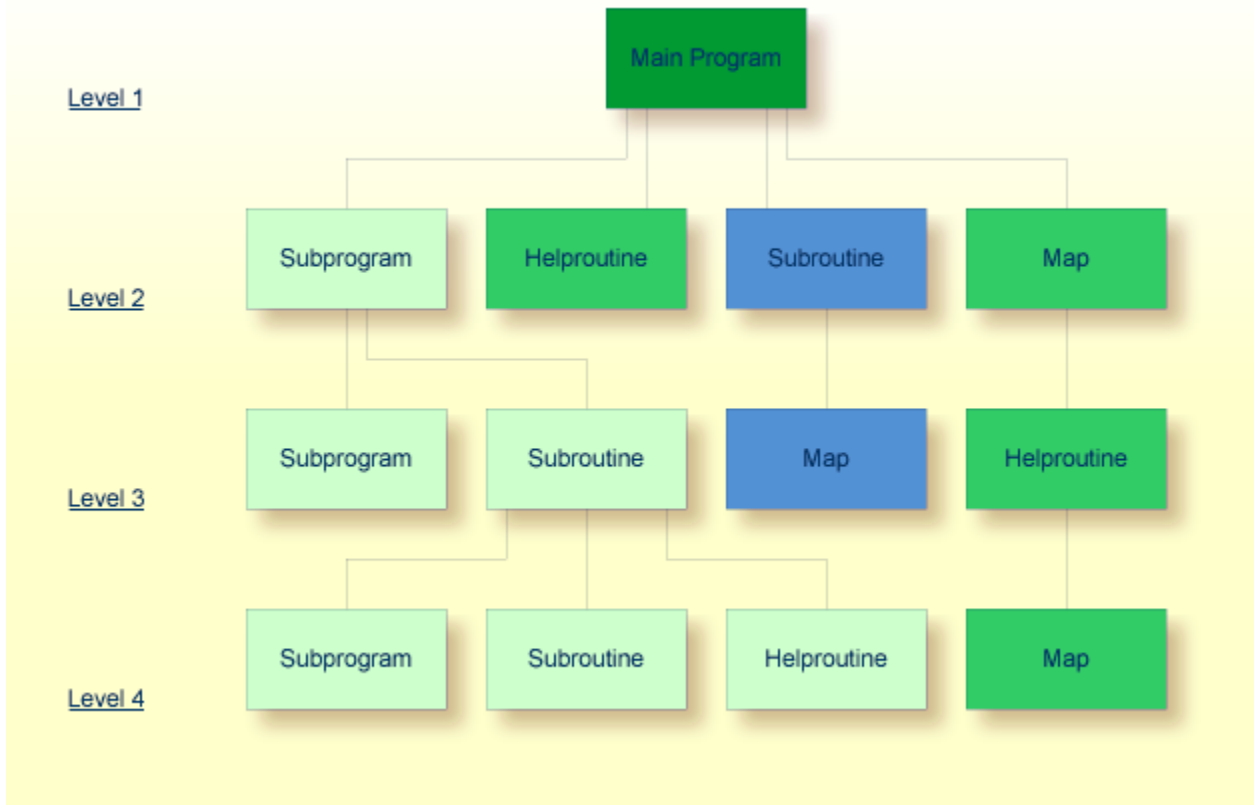 Main Program
Level 1
Subprogram
Helproutine
Subroutine
Map
Level 2
Subprogram
Subroutine
Map
Helproutine
Level 3
Subprogram
Subroutine
Helproutine
Map
Level 4